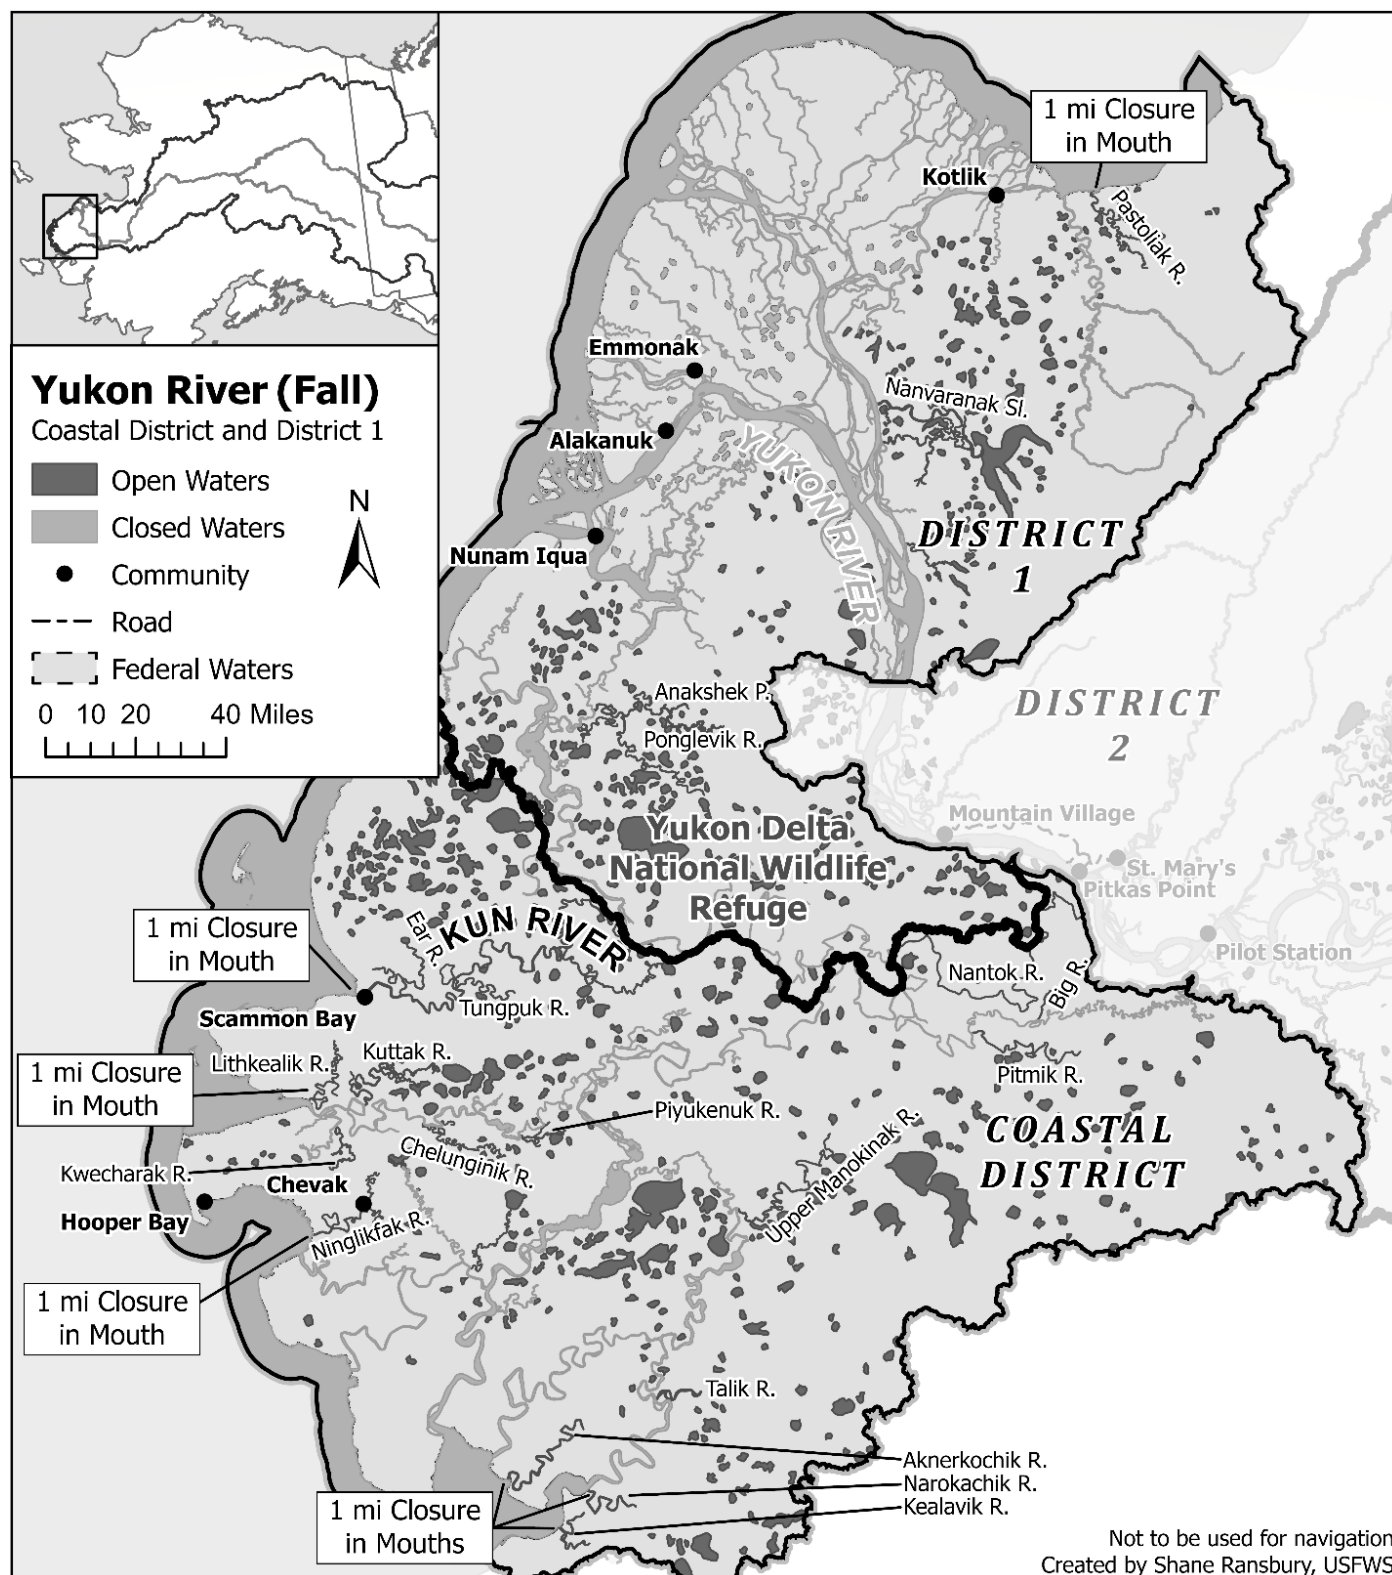 1 mi Closure
in Mouth
Kotlik
Pastoliak R.
Emmonak
Nanvaranak Sl.
Alakanuk
YUKON RIVER
DISTRICT
1
Nunam Iqua
Yukon River (Fall)
Coastal District and District 1
Open Waters
Closed Waters
N
Community
Road
Federal Waters
0 10 20 40 Miles
Anakshek P.
Ponglevik R.
DISTRICT
2
Mountain Village
St. Mary's
Pitkas Point
Pilot Station
Yukon Delta
National Wildlife
Refuge
KUN RIVER
Ear R.
1 mi Closure
in Mouth
Nantok R.
Big R.
Scammon Bay
Tungpuk R.
Lithkealik R.
Kuttak R.
1 mi Closure
in Mouth
Pitmik R.
Piyukenuk R.
COASTAL
DISTRICT
Chelunginik R.
Upper Manokinak R.
Kwecharak R.
Chevak
Hooper Bay
Ninglikfak R.
1 mi Closure
in Mouth
Talik R.
Aknerkochik R.
Narokachik R.
Kealavik R.
1 mi Closure
in Mouths
Not to be used for navigation
Created by Shane Ransbury, USFWS